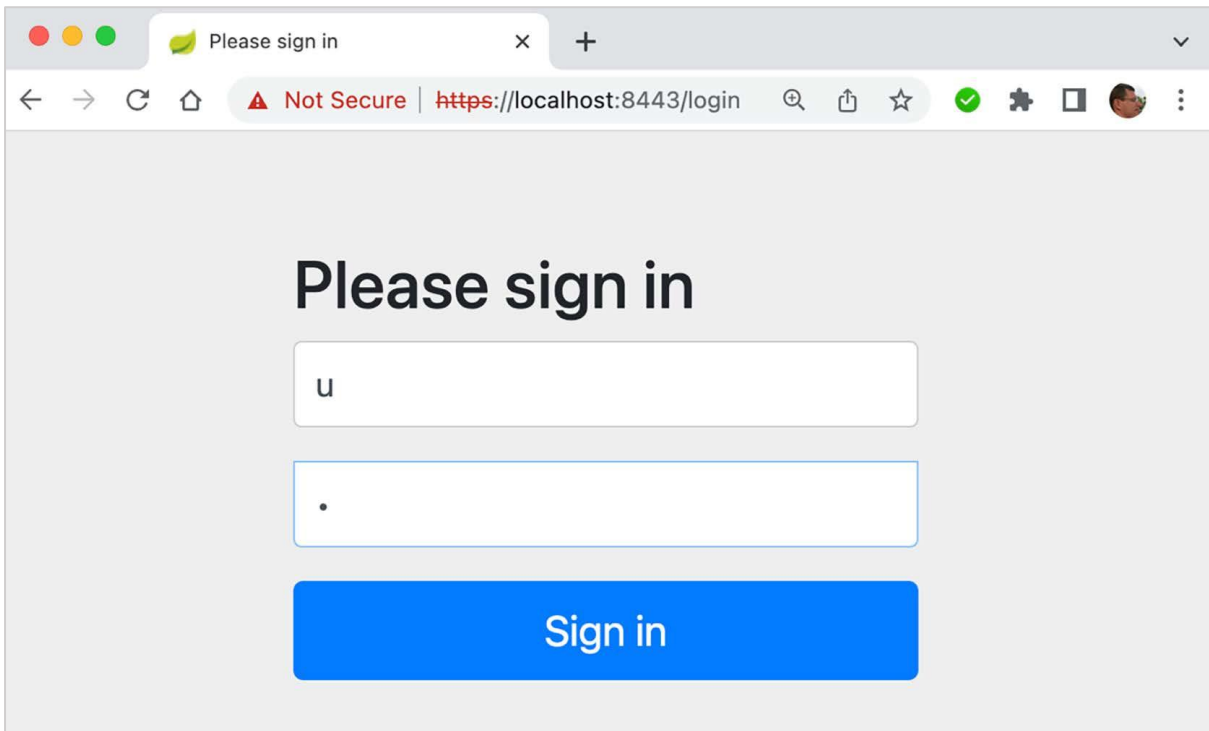 Please sign in
Not Secure https://localhost:8443/login
Please sign in
u
•
Sign in